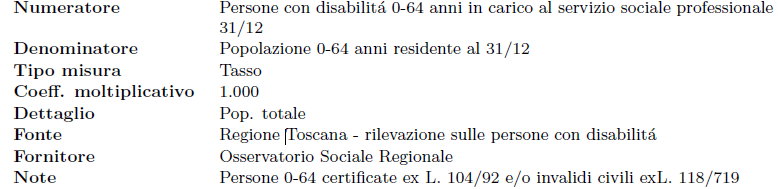 Numeratore Persone con disabilitá 0-64 anni in carico al servizio sociale professionale
31/12
Denominatore Popolazione 0-64 anni residente al 31/12
Tipo misura Tasso
Coeff. moltiplicativo 1.000
Dettaglio Pop. totale
Fonte Regione Toscana - rilevazione sulle persone con disabilitá
Fornitore Osservatorio Sociale Regionale
Note Persone 0-64 certificate ex L. 104/92 e/o invalidi civili exL. 118/719